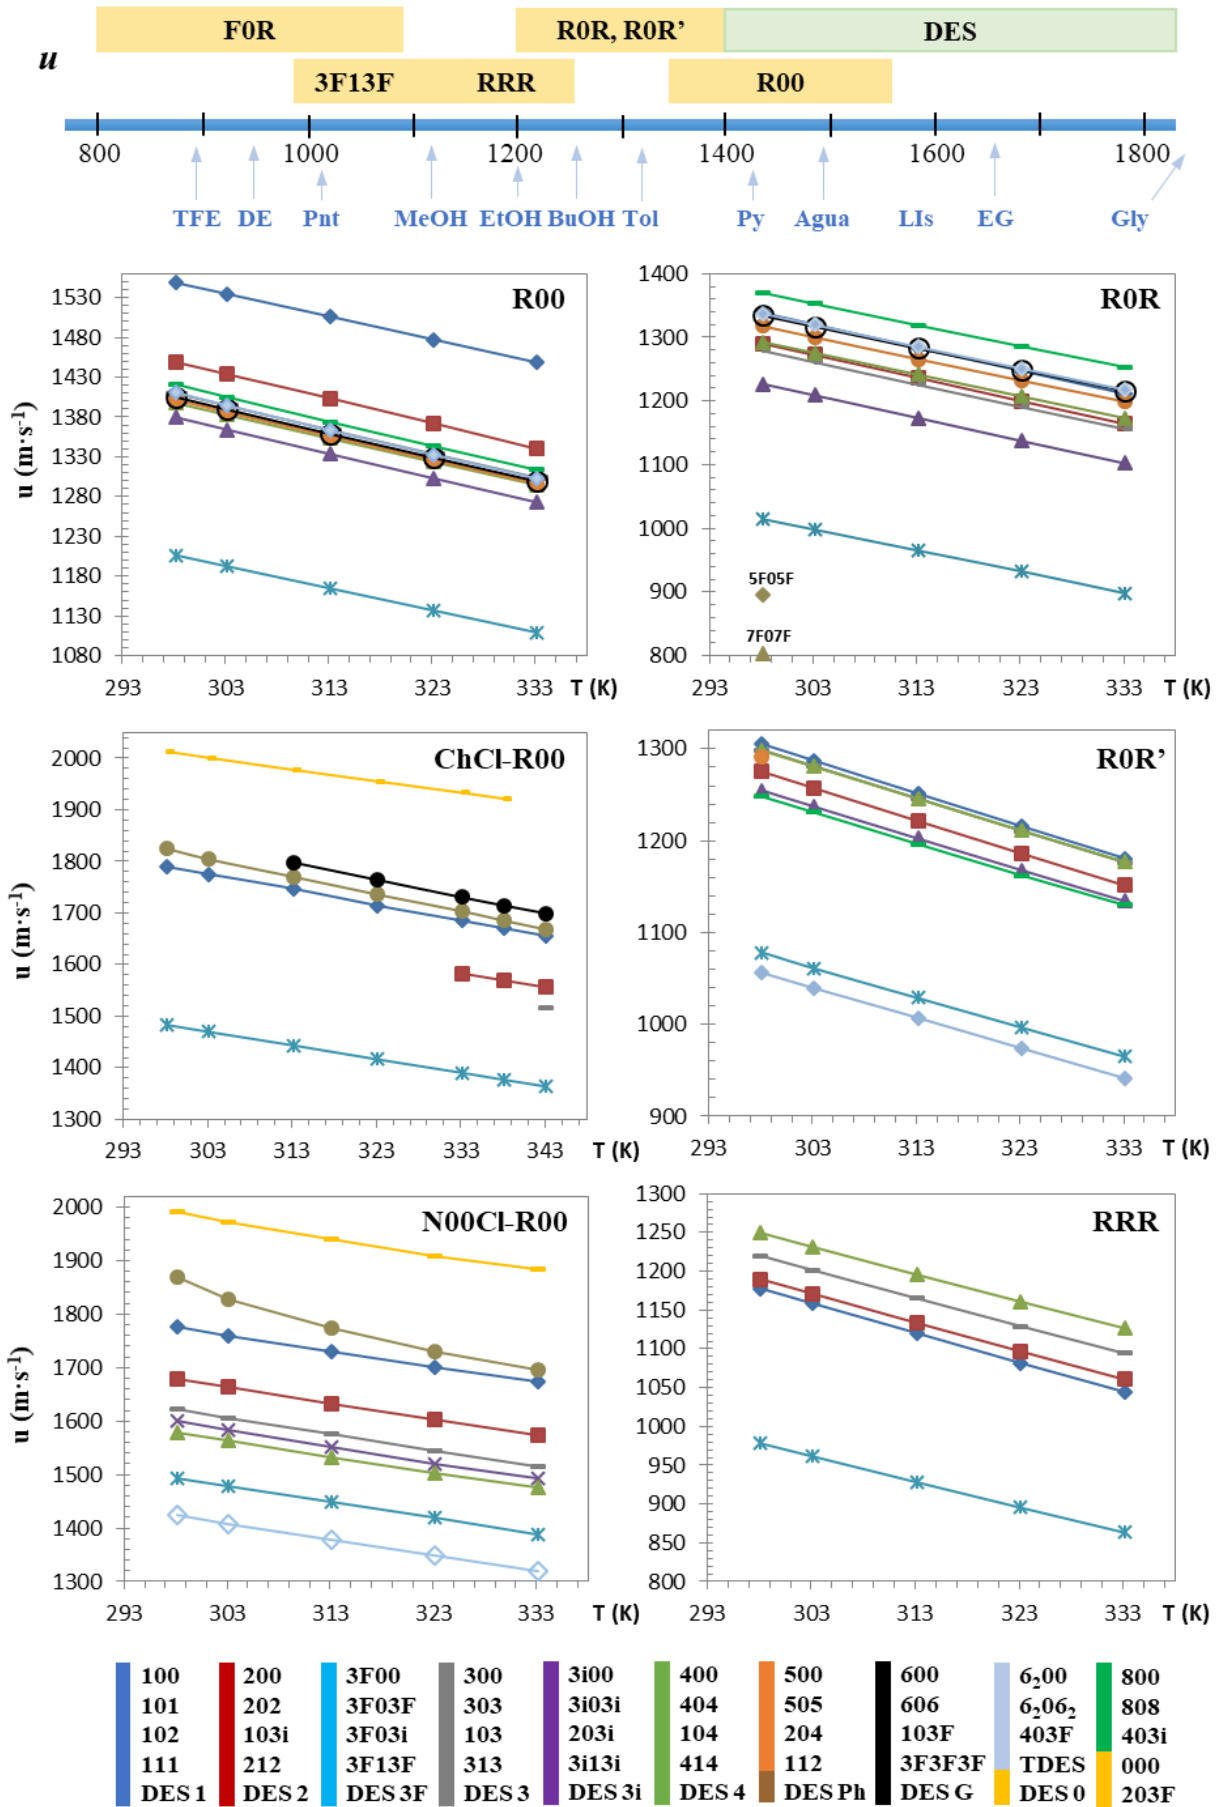 F0R R0R, R0R’ DES
u
3F13F RRR R00
800 1000 1200 1400 1600 1800
TFE DE Pnt MeOH EtOH BuOH Tol Py Agua LIs EG Gly
R00
u (m·s-1)
1530
1480
1430
1380
1330
1280
1230
1180
1130
1080
293 303 313 323 333 T (K)
R0R
1400
1300
1200
1100
1000
900
800
5F05F
7F07F
293 303 313 323 333 T (K)
ChCl-R00
u (m·s-1)
2000
1900
1800
1700
1600
1500
1400
1300
293 303 313 323 333 343 T (K)
R0R’
1300
1200
1100
1000
900
293 303 313 323 333 T (K)
N00Cl-R00
u (m·s-1)
2000
1900
1800
1700
1600
1500
1400
1300
293 303 313 323 333 T (K)
RRR
1300
1250
1200
1150
1100
1050
1000
950
900
850
800
293 303 313 323 333 T (K)
100 200 3F00 300 3i00 400 500 600 6₂00 800
101 202 3F03F 303 3i03i 404 505 606 6₂06₂ 808
102 103i 3F03i 103 203i 104 204 103F 403F 403i
111 212 3F13F 313 3i13i 414 112 3F3F3F TDES 000
DES 1 DES 2 DES 3F DES 3 DES 3i DES 4 DES Ph DES G DES 0 203F